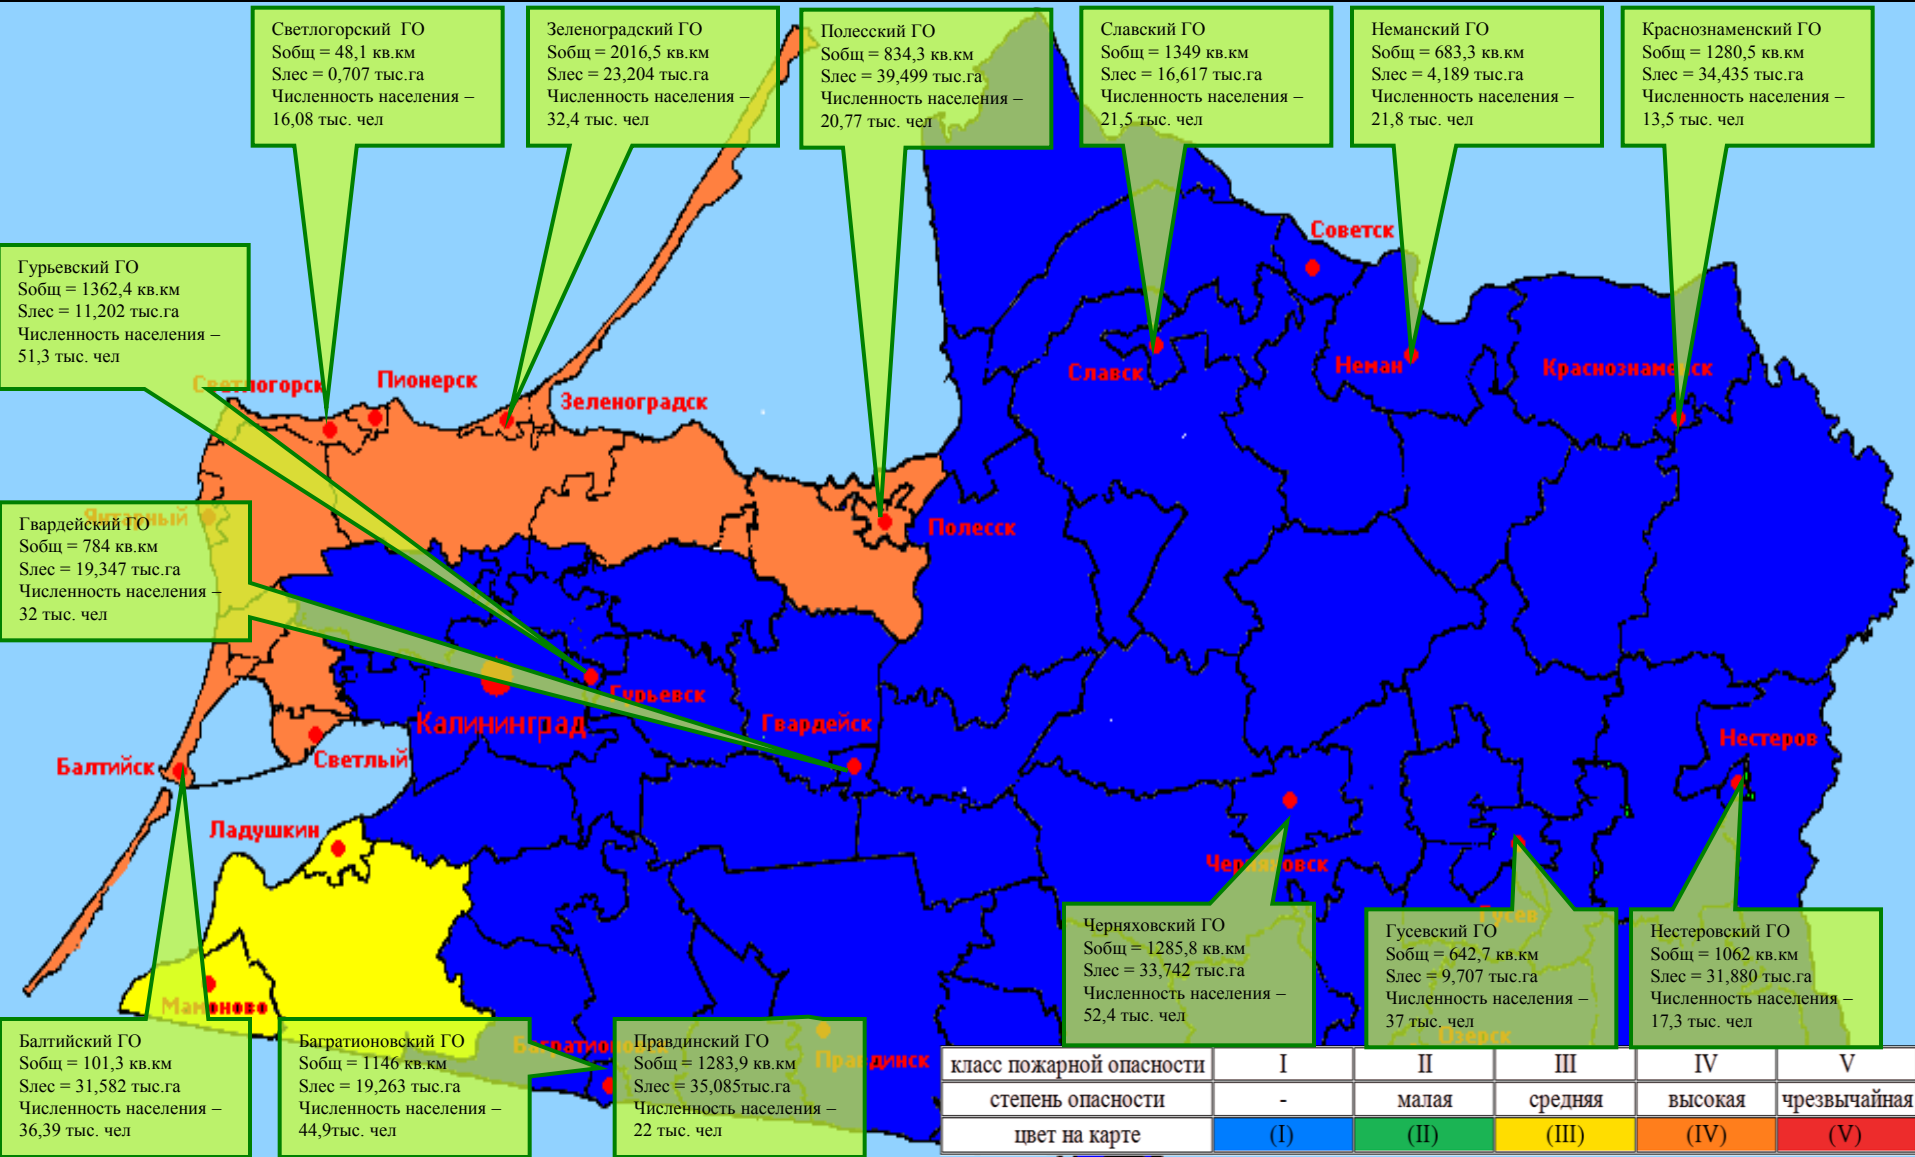 Светлогорский ГО
Sобщ = 48,1 кв.км
Sлес = 0,707 тыс.га
Численность населения –
16,08 тыс. чел
Зеленоградский ГО
Sобщ = 2016,5 кв.км
Sлес = 23,204 тыс.га
Численность населения –
32,4 тыс. чел
Полесский ГО
Sобщ = 834,3 кв.км
Sлес = 39,499 тыс.га
Численность населения –
20,77 тыс. чел
Славский ГО
Sобщ = 1349 кв.км
Sлес = 16,617 тыс.га
Численность населения –
21,5 тыс. чел
Неманский ГО
Sобщ = 683,3 кв.км
Sлес = 4,189 тыс.га
Численность населения –
21,8 тыс. чел
Краснознаменский ГО
Sобщ = 1280,5 кв.км
Sлес = 34,435 тыс.га
Численность населения –
13,5 тыс. чел
Гурьевский ГО
Sобщ = 1362,4 кв.км
Sлес = 11,202 тыс.га
Численность населения –
51,3 тыс. чел
Советск
Светлогорск
Пионерск
Зеленоградск
Славск
Неман
Краснознаменск
Гвардейский ГО
Sобщ = 784 кв.км
Sлес = 19,347 тыс.га
Численность населения –
32 тыс. чел
Янтарный
Полесск
Гурьевск
Калининград
Гвардейск
Нестеров
Балтийск
Светлый
Ладушкин
Черняховск
Гусев
Мамоново
Черняховский ГО
Sобщ = 1285,8 кв.км
Sлес = 33,742 тыс.га
Численность населения –
52,4 тыс. чел
Гусевский ГО
Sобщ = 642,7 кв.км
Sлес = 9,707 тыс.га
Численность населения –
37 тыс. чел
Нестеровский ГО
Sобщ = 1062 кв.км
Sлес = 31,880 тыс.га
Численность населения –
17,3 тыс. чел
Озерск
Балтийский ГО
Sобщ = 101,3 кв.км
Sлес = 31,582 тыс.га
Численность населения –
36,39 тыс. чел
Багратионовский ГО
Sобщ = 1146 кв.км
Sлес = 19,263 тыс.га
Численность населения –
44,9тыс. чел
Багратионовск
Правдинский ГО
Sобщ = 1283,9 кв.км
Sлес = 35,085тыс.га
Численность населения –
22 тыс. чел
Правдинск
класс пожарной опасности I II III IV V
степень опасности - малая средняя высокая чрезвычайная
цвет на карте (I) (II) (III) (IV) (V)